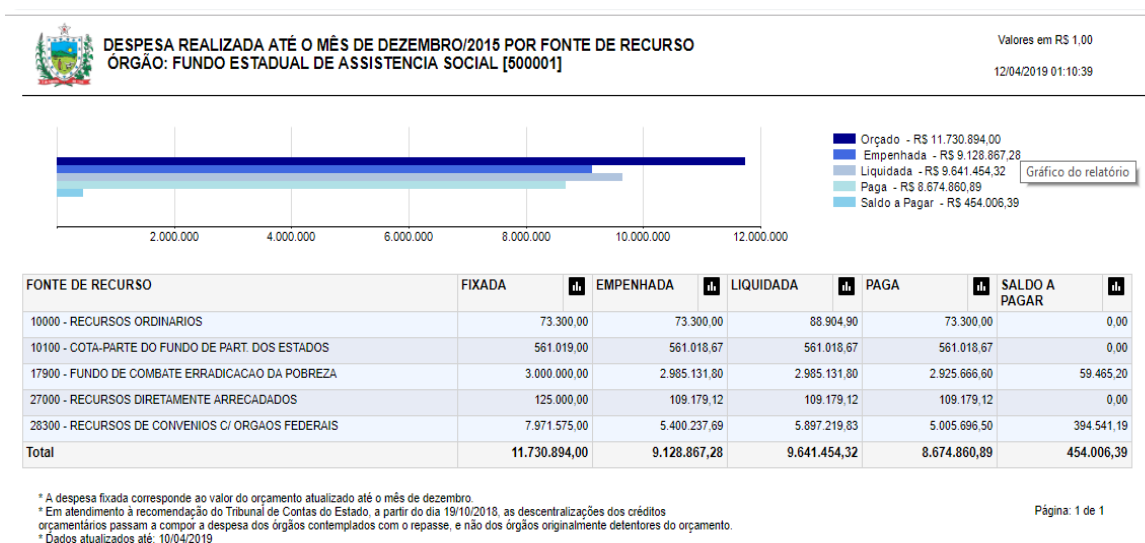 DESPESA REALIZADA ATÉ O MÊS DE DEZEMBRO/2015 POR FONTE DE RECURSO
ÓRGÃO: FUNDO ESTADUAL DE ASSISTENCIA SOCIAL [500001]
Valores em R$ 1,00
12/04/2019 01:10:39
Orçado - R$ 11.730.894,00
Empenhada - R$ 9.128.867,28
Liquidada - R$ 9.641.454,32
Paga - R$ 8.674.860,89
Saldo a Pagar - R$ 454.006,39
Gráfico do relatório
2.000.000 4.000.000 6.000.000 8.000.000 10.000.000 12.000.000
FONTE DE RECURSO FIXADA EMPENHADA LIQUIDADA PAGA SALDO A PAGAR
10000 - RECURSOS ORDINARIOS 73.300,00 73.300,00 88.904,90 73.300,00 0,00
10100 - COTA-PARTE DO FUNDO DE PART. DOS ESTADOS 561.019,00 561.018,67 561.018,67 561.018,67 0,00
17900 - FUNDO DE COMBATE ERRADICACAO DA POBREZA 3.000.000,00 2.985.131,80 2.985.131,80 2.925.666,60 59.465,20
27000 - RECURSOS DIRETAMENTE ARRECADADOS 125.000,00 109.179,12 109.179,12 109.179,12 0,00
28300 - RECURSOS DE CONVENIOS C/ ORGAOS FEDERAIS 7.971.575,00 5.400.237,69 5.897.219,83 5.005.696,50 394.541,19
Total 11.730.894,00 9.128.867,28 9.641.454,32 8.674.860,89 454.006,39
* A despesa fixada corresponde ao valor do orçamento atualizado até o mês de dezembro.
* Em atendimento à recomendação do Tribunal de Contas do Estado, a partir do dia 19/10/2018, as descentralizações dos créditos
orçamentários passam a compor a despesa dos órgãos contemplados com o repasse, e não dos órgãos originalmente detentores do orçamento.
* Dados atualizados até: 10/04/2019
Página: 1 de 1